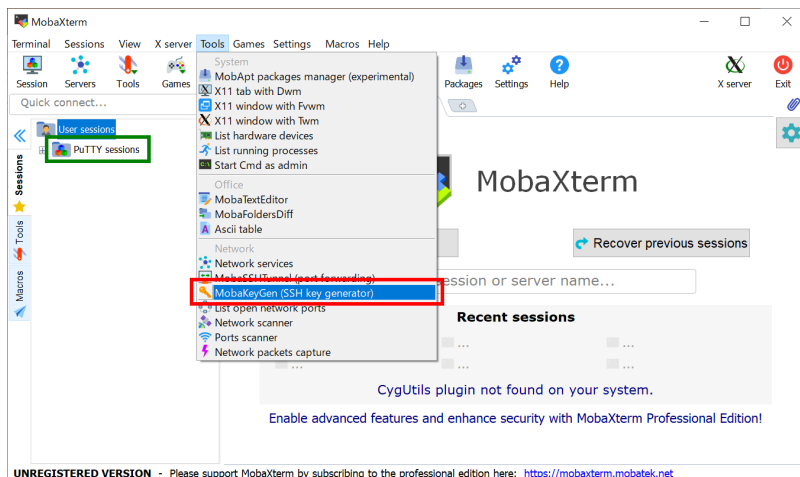 MobaXterm
Terminal Sessions View X server Tools Games Settings Macros Help
Session Servers Tools Games Packages Settings Help X server Exit
Quick connect...
User sessions
PuTTY sessions
Sessions
Tools
Macros
System
MobApt packages manager (experimental)
X11 tab with Dwm
X11 window with Fvwm
X11 window with Twm
List hardware devices
List running processes
Start Cmd as admin
Office
MobaTextEditor
MobaFoldersDiff
Ascii table
Network
Network services
MobaSSHTunnel (port forwarding)
MobaKeyGen (SSH key generator)
List open network ports
Network scanner
Ports scanner
Network packets capture
MobaXterm
Recover previous sessions
ession or server name...
Recent sessions
... ...
... ... ...
CygUtils plugin not found on your system.
Enable advanced features and enhance security with MobaXterm Professional Edition!
UNREGISTERED VERSION - Please support MobaXterm by subscribing to the professional edition here: https://mobaxterm.mobatek.net